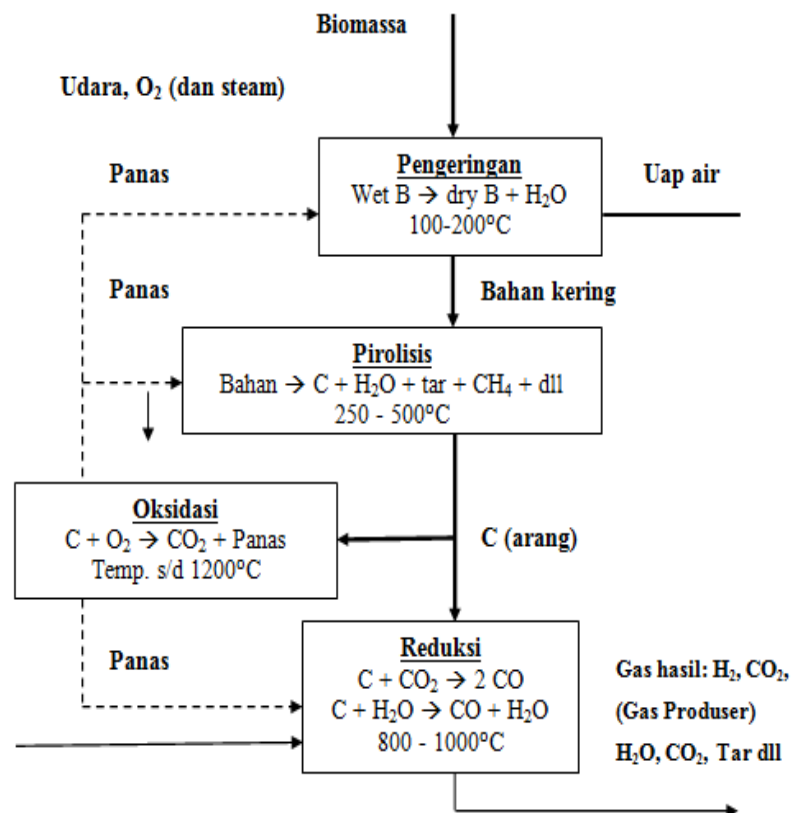 Biomassa
Udara, O₂ (dan steam)
Pengeringan
Wet B → dry B + H₂O
100-200°C
Panas
Uap air
Panas
Bahan kering
Pirolisis
Bahan → C + H₂O + tar + CH₄ + dll
250 - 500°C
Oksidasi
C + O₂ → CO₂ + Panas
Temp. s/d 1200°C
C (arang)
Panas
Reduksi
C + CO₂ → 2 CO
C + H₂O → CO + H₂O
800 - 1000°C
Gas hasil: H₂, CO₂,
(Gas Produser)
H₂O, CO₂, Tar dll